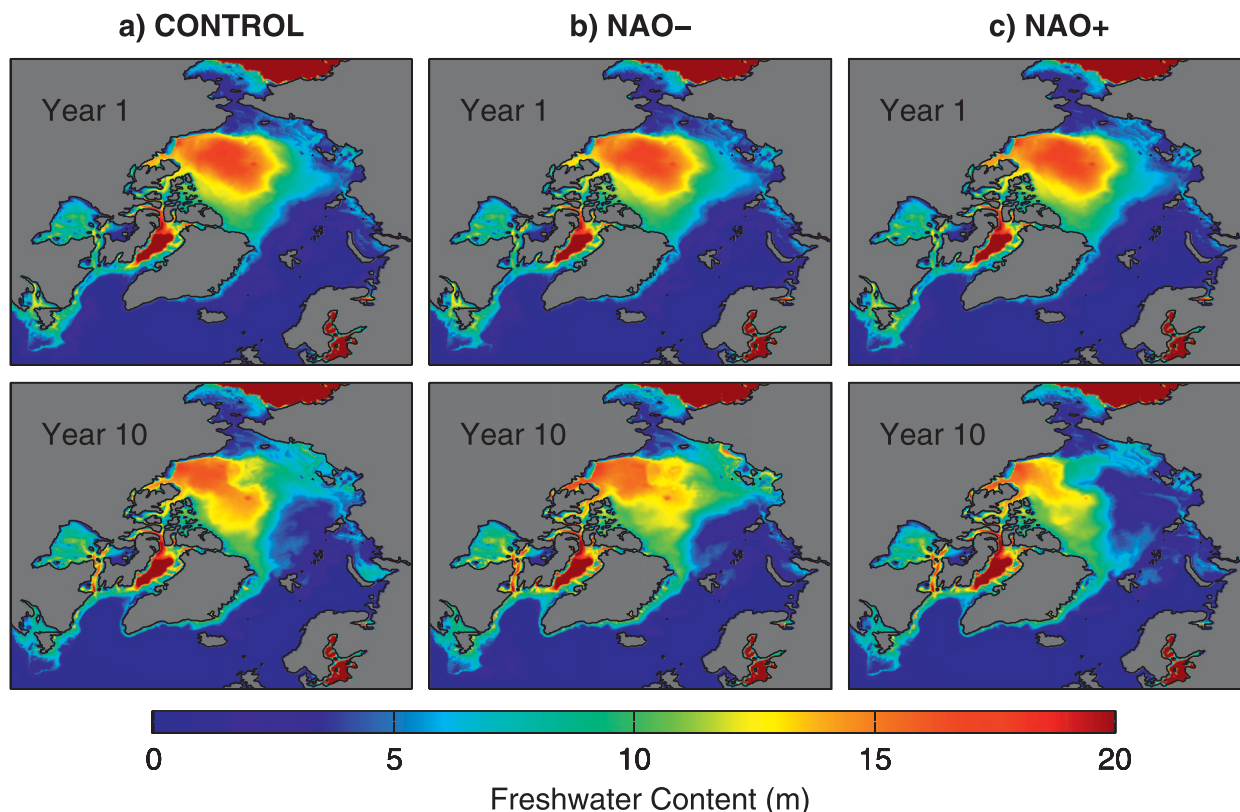 a) CONTROL
b) NAO−
c) NAO+
Year 1
Year 1
Year 1
Year 10
Year 10
Year 10
0
5
10
15
20
Freshwater Content (m)